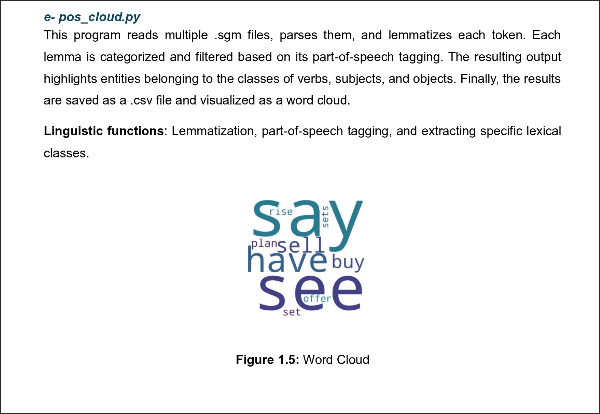 e- pos_cloud.py
This program reads multiple .sgm files, parses them, and lemmatizes each token. Each
lemma is categorized and filtered based on its part-of-speech tagging. The resulting output
highlights entities belonging to the classes of verbs, subjects, and objects. Finally, the results
are saved as a .csv file and visualized as a word cloud.
Linguistic functions: Lemmatization, part-of-speech tagging, and extracting specific lexical
classes.
say
rise
sets
plan
sell
have
buy
see
offer
set
Figure 1.5: Word Cloud